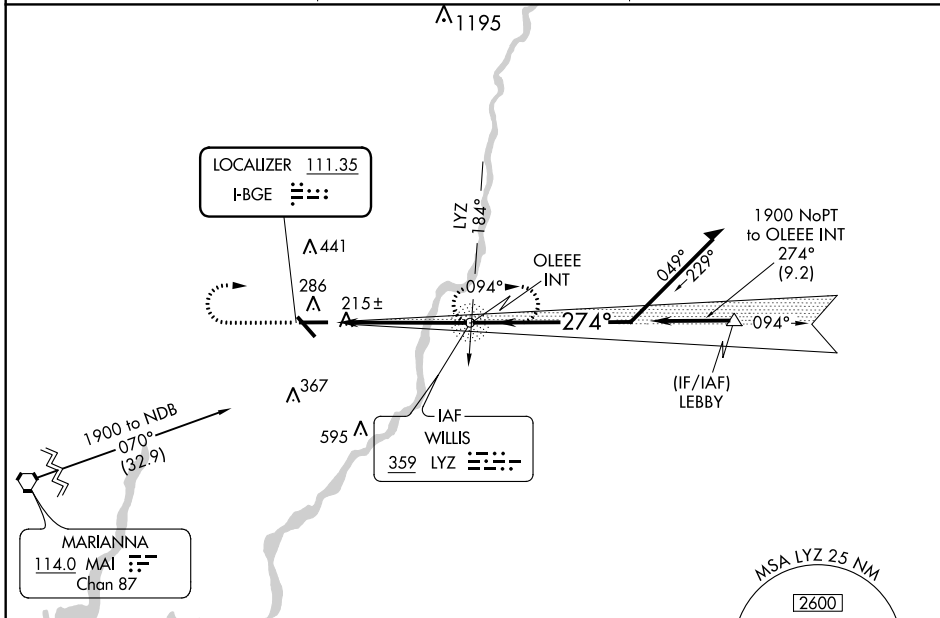 1195
LOCALIZER 111.35
I-BGE
LYZ
184°
1900 NoPT
to OLEEE INT
274°
(9.2)
441
OLEEE
INT
049°
229°
286
215±
094°
274°
094°
(IF/IAF)
LEBBY
367
1900 to NDB
070°
(32.9)
595
IAF
WILLIS
359 LYZ
MARIANNA
114.0 MAI
Chan 87
MSA LYZ 25 NM
2600